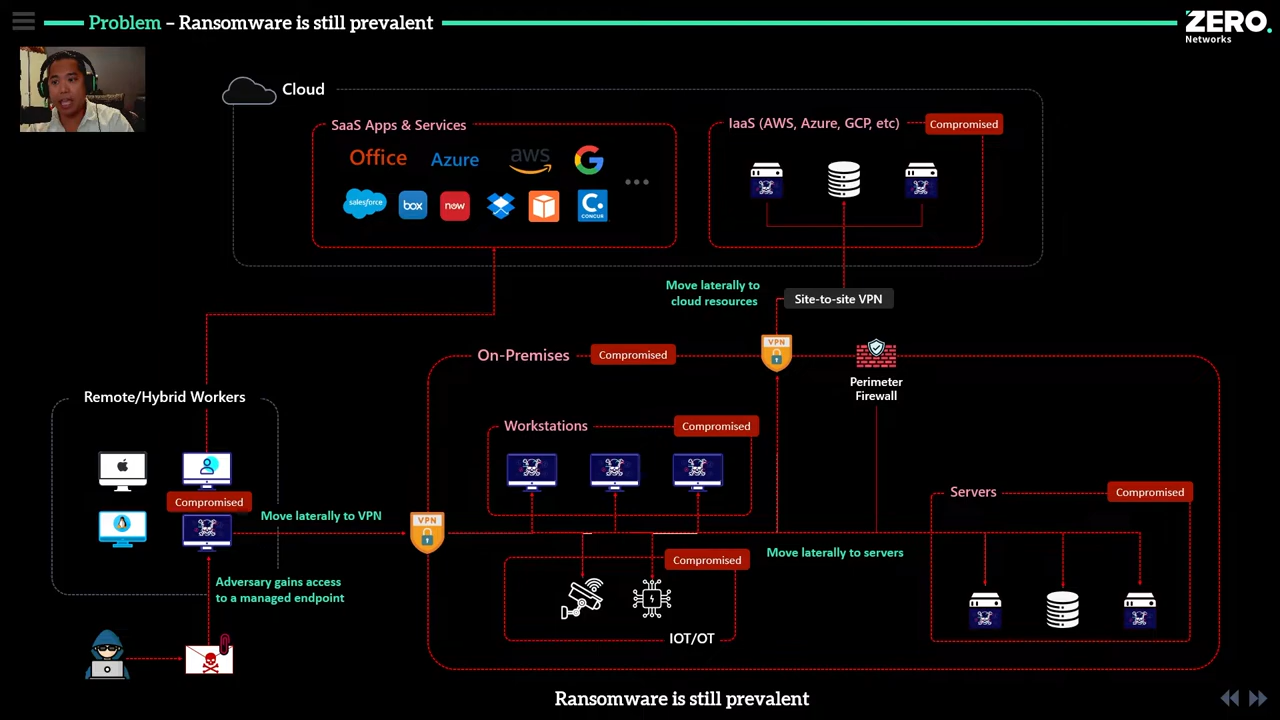 Problem – Ransomware is still prevalent
ZERO.
Networks
Cloud
SaaS Apps & Services
IaaS (AWS, Azure, GCP, etc)
Compromised
Office
Azure
aws
G
salesforce
box
now
C.
CONCUR
Move laterally to
cloud resources
Site-to-site VPN
On-Premises
Compromised
VPN
Perimeter
Firewall
Remote/Hybrid Workers
Workstations
Compromised
Compromised
Move laterally to VPN
VPN
Servers
Compromised
Move laterally to servers
Compromised
Adversary gains access
to a managed endpoint
IOT/OT
Ransomware is still prevalent